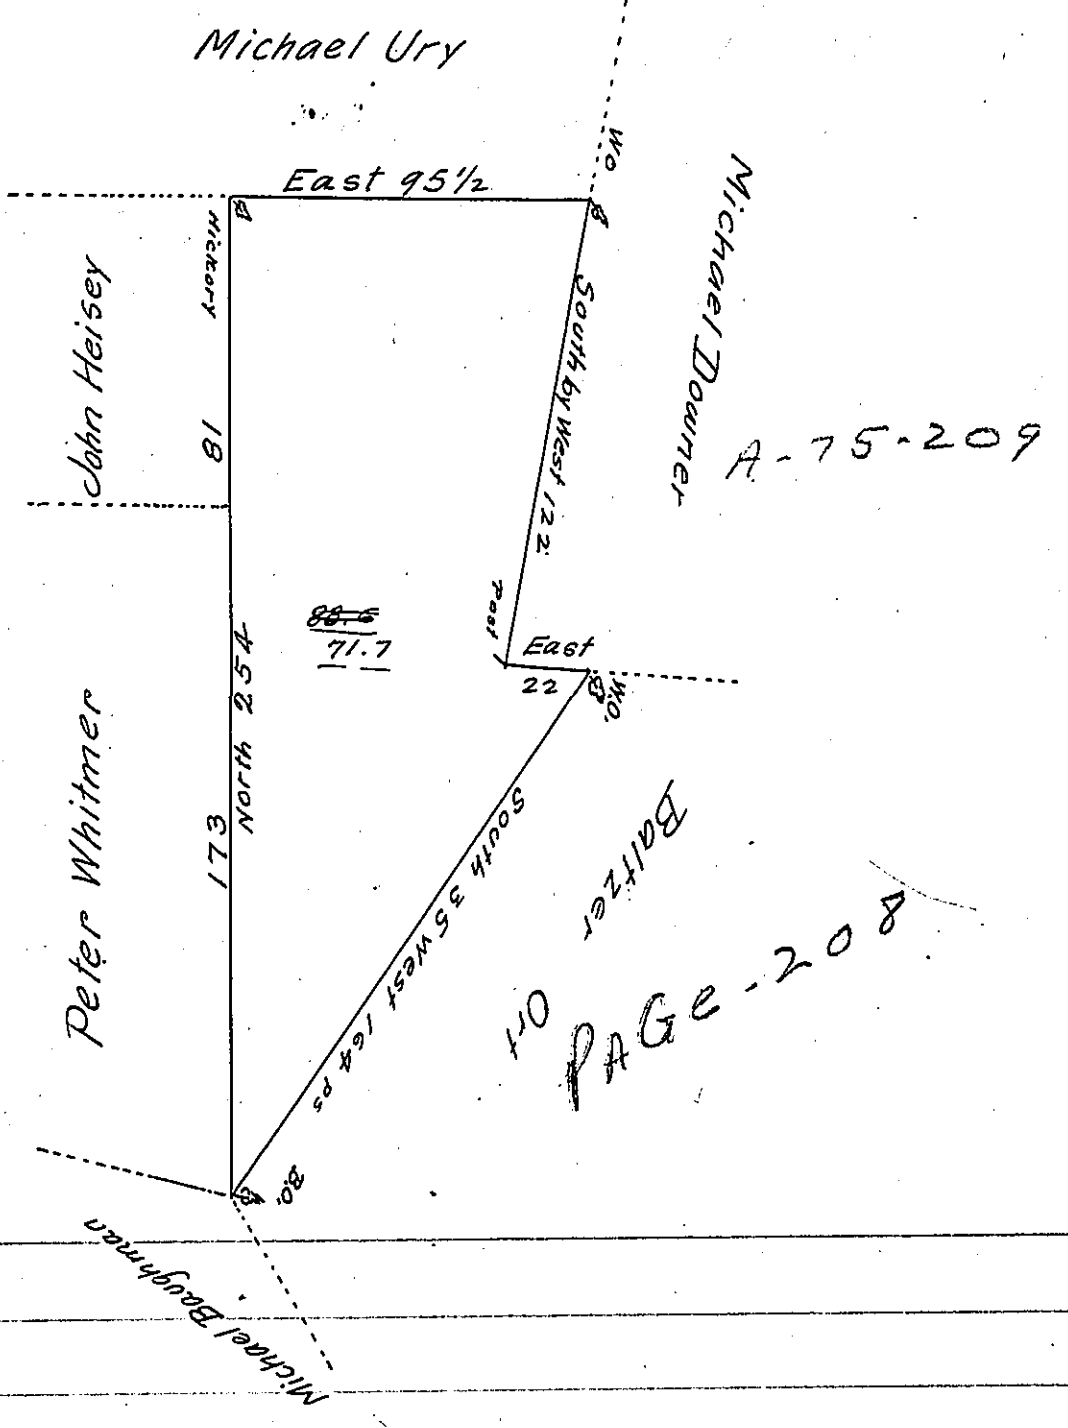 Michael Ury
East 95½
WO
Michael Downer
Hickory
John Heisey
81
South by West 122
A-75-209
Post
88.6
71.7
East
22
W.O.
North 254
Peter Whitmer
173
South 35 West 164 ps
Baltzer
Ort
PAGe-208
B.O.
Michael Baughman